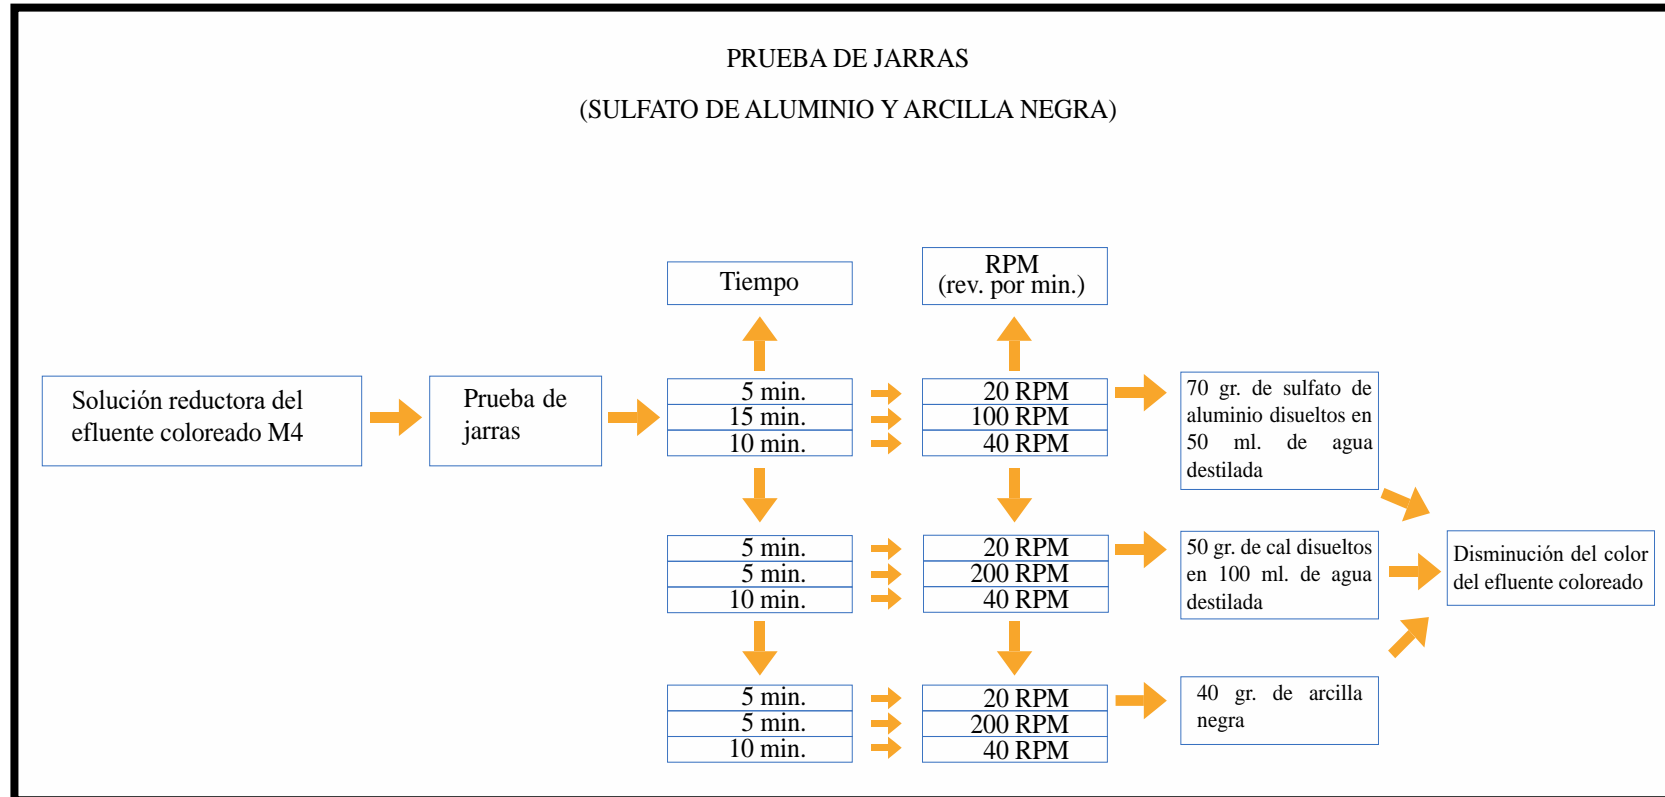 PRUEBA DE JARRAS
(SULFATO DE ALUMINIO Y ARCILLA NEGRA)
Tiempo
RPM
(rev. por min.)
Solución reductora del
efluente coloreado M4
Prueba de
jarras
5 min.
20 RPM
15 min.
100 RPM
10 min.
40 RPM
70 gr. de sulfato de
aluminio disueltos en
50 ml. de agua
destilada
5 min.
20 RPM
5 min.
200 RPM
10 min.
40 RPM
50 gr. de cal disueltos
en 100 ml. de agua
destilada
Disminución del color
del efluente coloreado
5 min.
20 RPM
5 min.
200 RPM
10 min.
40 RPM
40 gr. de arcilla
negra